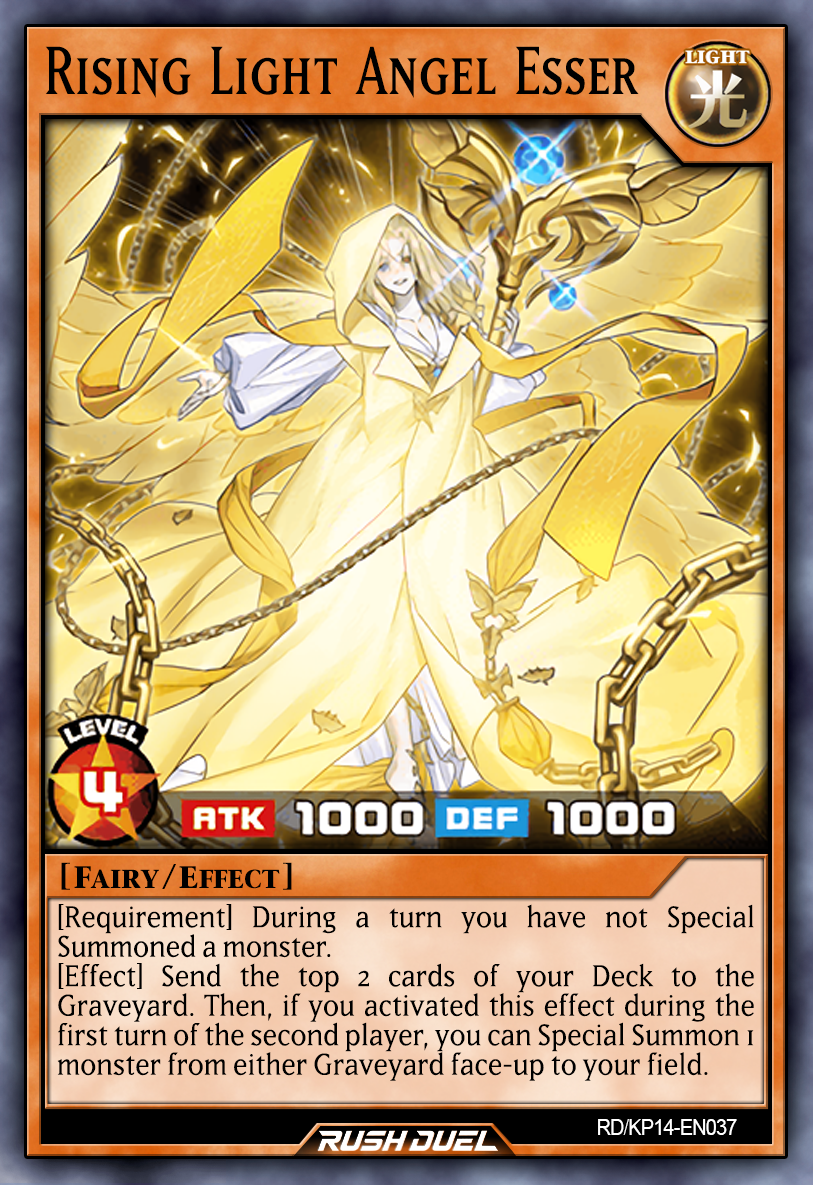 Rising Light Angel Esser
LIGHT
光
LEVEL
4
ATK 1000 DEF 1000
[Fairy/Effect]
[Requirement] During a turn you have not Special
Summoned a monster.
[Effect] Send the top 2 cards of your Deck to the
Graveyard. Then, if you activated this effect during the
first turn of the second player, you can Special Summon 1
monster from either Graveyard face-up to your field.
RD/KP14-EN037
RUSH DUEL